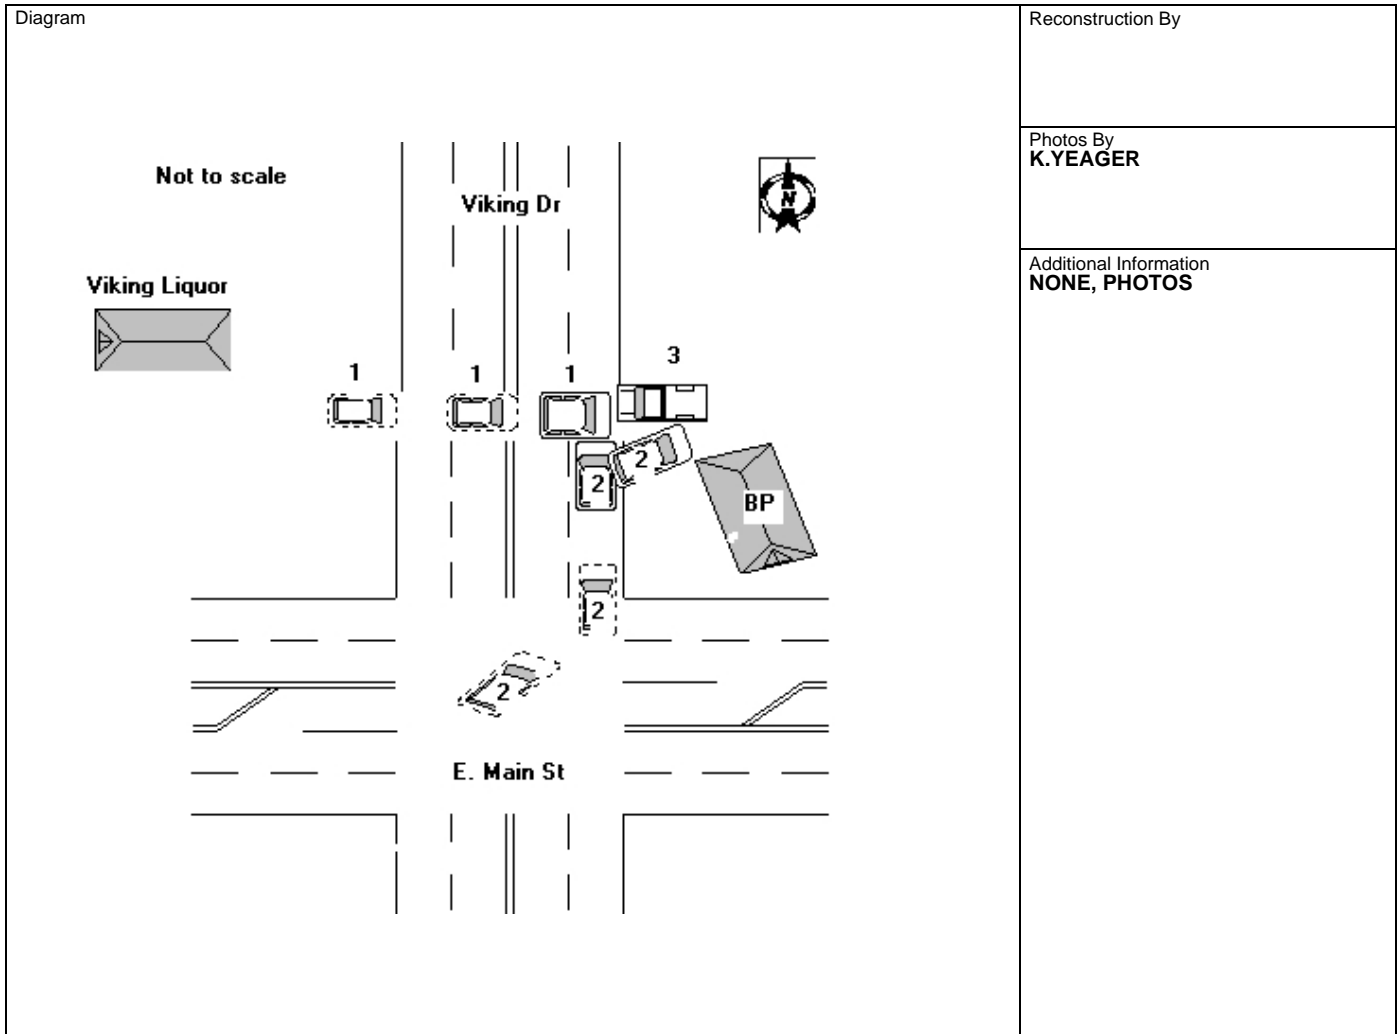 Diagram
Reconstruction By
Photos By
K.YEAGER
Additional Information
NONE, PHOTOS
Not to scale
Viking Dr
N
Viking Liquor
1
1
1
3
2
2
BP
2
2
E. Main St